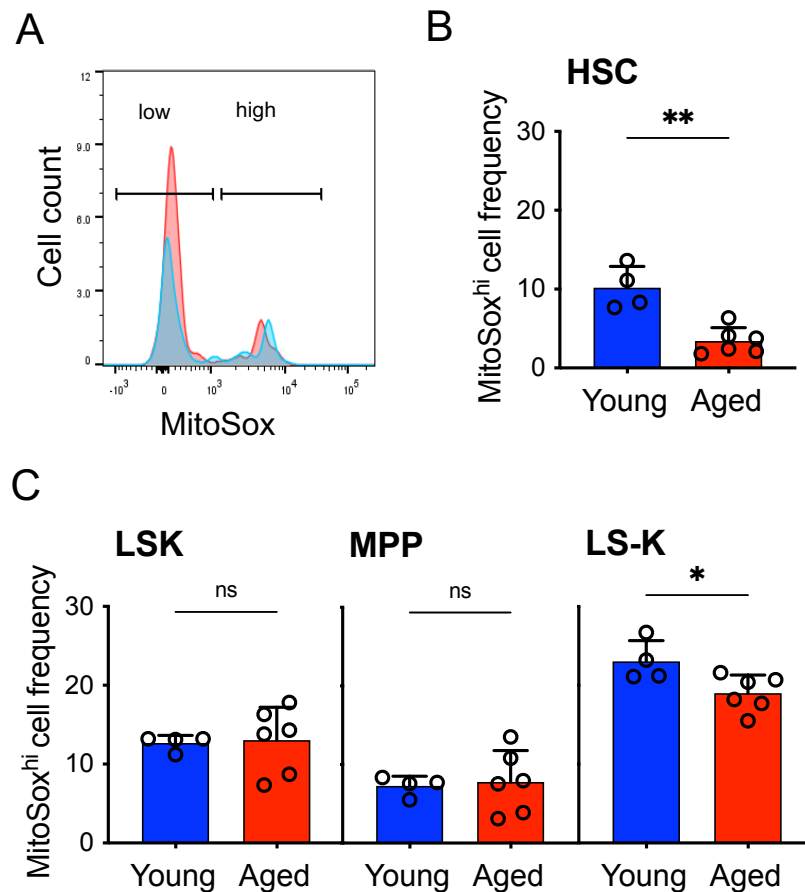 A
12
9.0
6.0
3.0
0
low
high
Cell count
-10³
0
10³
10⁴
10⁵
MitoSox
B
HSC
**
MitoSoxʰⁱ cell frequency
30
20
10
0
Young
Aged
C
LSK
MPP
LS-K
ns
ns
*
MitoSoxʰⁱ cell frequency
30
20
10
0
Young Aged
Young Aged
Young Aged